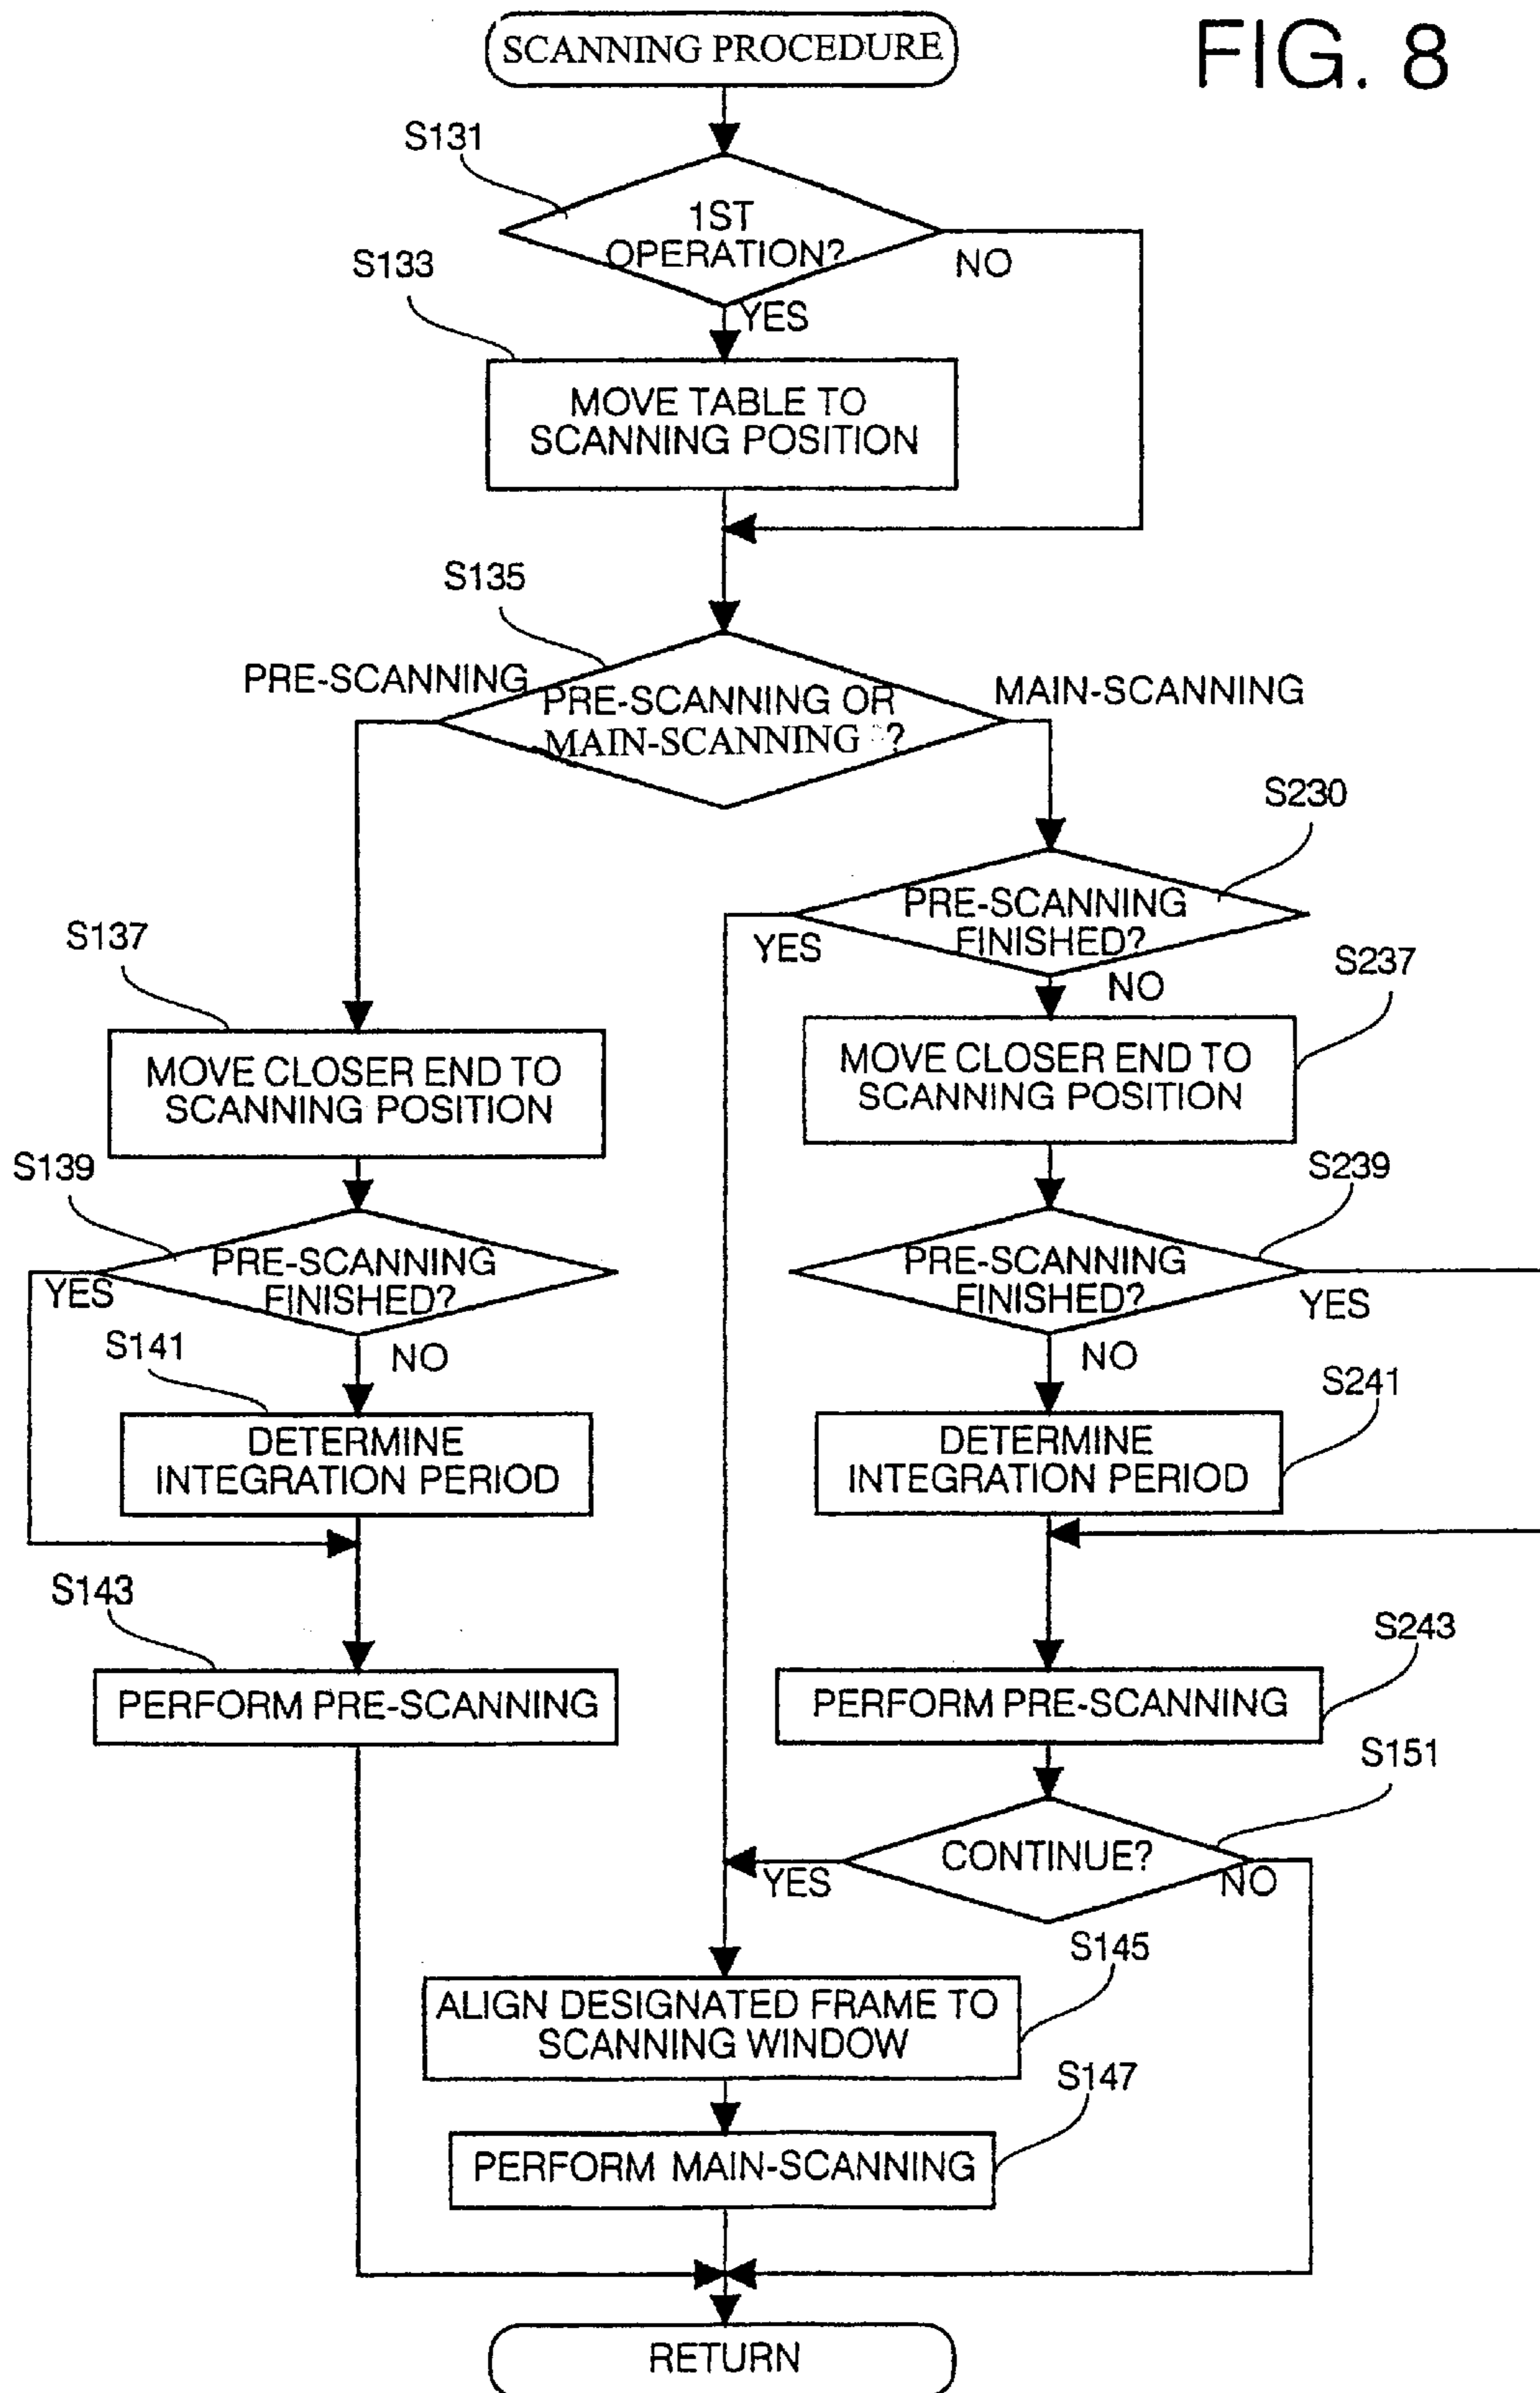 FIG. 8
SCANNING PROCEDURE
S131
1ST
OPERATION?
NO
S133
YES
MOVE TABLE TO
SCANNING POSITION
S135
PRE-SCANNING
PRE-SCANNING OR
MAIN-SCANNING ?
MAIN-SCANNING
S230
PRE-SCANNING
FINISHED?
YES
NO
S137
MOVE CLOSER END TO
SCANNING POSITION
S237
MOVE CLOSER END TO
SCANNING POSITION
S139
PRE-SCANNING
FINISHED?
YES
NO
S239
PRE-SCANNING
FINISHED?
YES
NO
S141
DETERMINE
INTEGRATION PERIOD
S241
DETERMINE
INTEGRATION PERIOD
S143
PERFORM PRE-SCANNING
S243
PERFORM PRE-SCANNING
S151
CONTINUE?
YES
NO
S145
ALIGN DESIGNATED FRAME TO
SCANNING WINDOW
S147
PERFORM MAIN-SCANNING
RETURN